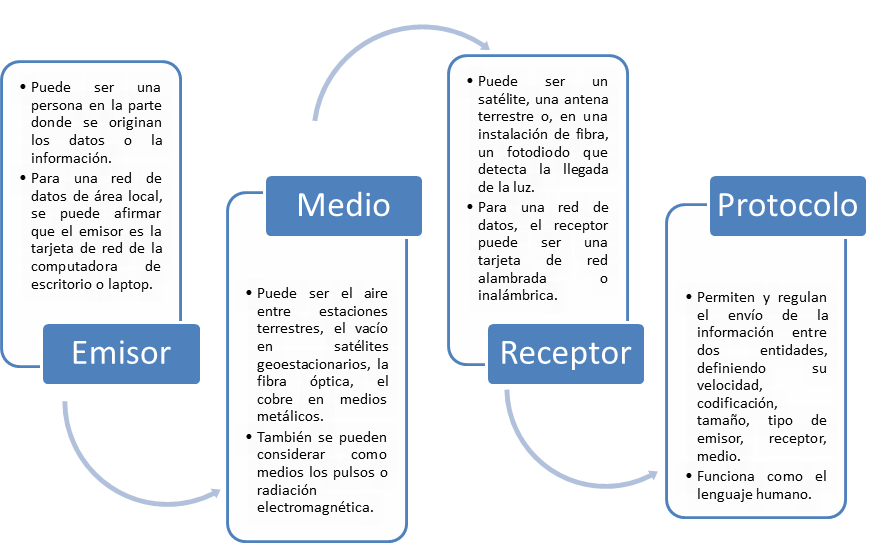 • Puede ser una
persona en la parte
donde se originan
los datos o la
información.
• Para una red de
datos de área local,
se puede afirmar
que el emisor es la
tarjeta de red de la
computadora de
escritorio o laptop.
Emisor
Medio
• Puede ser el aire
entre estaciones
terrestres, el vacío
en satélites
geoestacionarios, la
fibra óptica, el
cobre en medios
metálicos.
• También se pueden
considerar como
medios los pulsos o
radiación
electromagnética.
• Puede ser un
satélite, una antena
terrestre o, en una
instalación de fibra,
un fotodiodo que
detecta la llegada
de la luz.
• Para una red de
datos, el receptor
puede ser una
tarjeta de red
alambrada o
inalámbrica.
Receptor
Protocolo
• Permiten y regulan
el envío de la
información entre
dos entidades,
definiendo su
velocidad,
codificación,
tamaño, tipo de
emisor, receptor,
medio.
• Funciona como el
lenguaje humano.